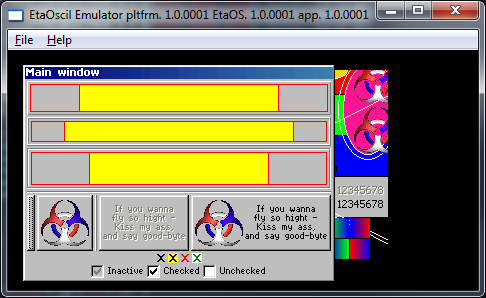 EtaOscil Emulator pltfrm. 1.0.0001 EtaOS. 1.0.0001 app. 1.0.0001
File Help
Main window
12345678
12345678
If you wanna
fly so hight -
Kiss my ass,
and say good-byte
If you wanna
fly so hight -
Kiss my ass,
and say good-byte
X X X X
Inactive Checked Unchecked